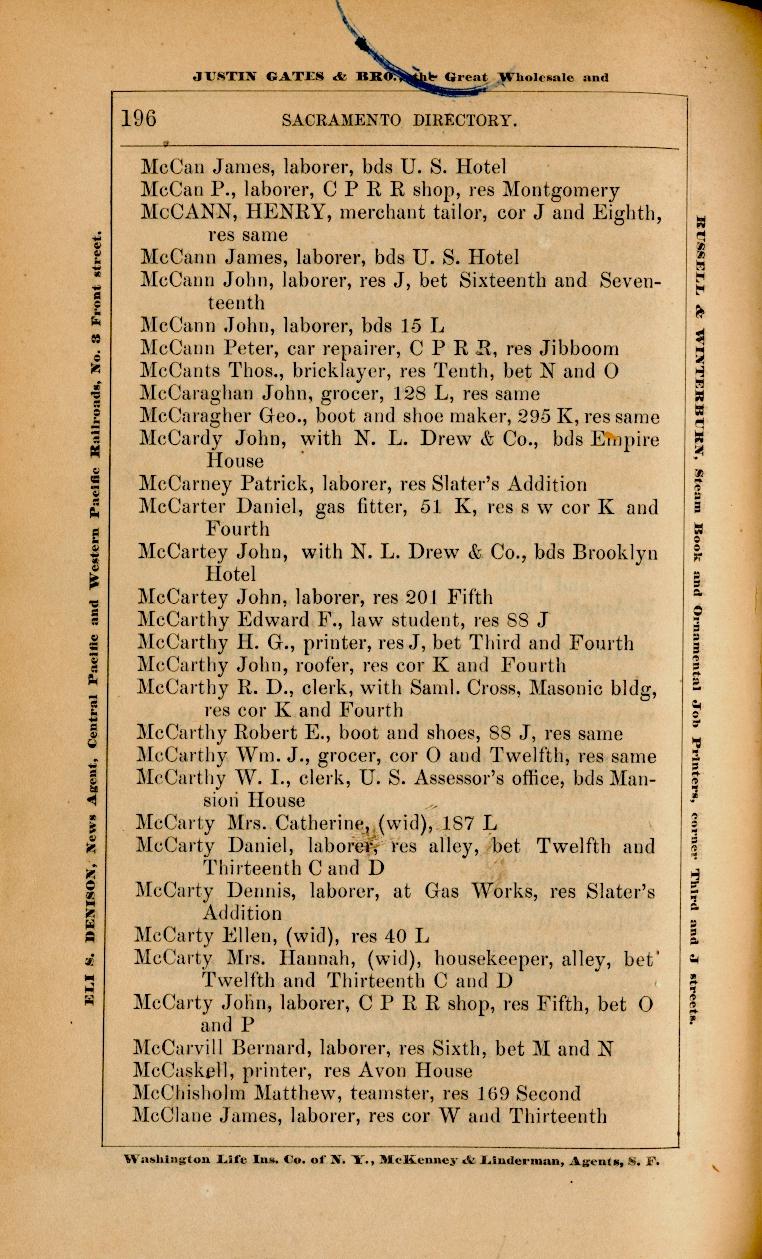 JUSTIN GATES & BRO., the Great Wholesale and
196 SACRAMENTO DIRECTORY.
McCan James, laborer, bds U. S. Hotel
McCan P., laborer, C P R R shop, res Montgomery
McCANN, HENRY, merchant tailor, cor J and Eighth,
res same
McCann James, laborer, bds U. S. Hotel
McCann John, laborer, res J, bet Sixteenth and Seven-
teenth
McCann John, laborer, bds 15 L
McCann Peter, car repairer, C P R R, res Jibboom
McCants Thos., bricklayer, res Tenth, bet N and O
McCaraghan John, grocer, 128 L, res same
McCaragher Geo., boot and shoe maker, 295 K, res same
McCardy John, with N. L. Drew & Co., bds Empire
House
McCarney Patrick, laborer, res Slater's Addition
McCarter Daniel, gas fitter, 51 K, res s w cor K and
Fourth
McCartey John, with N. L. Drew & Co., bds Brooklyn
Hotel
McCartey John, laborer, res 201 Fifth
McCarthy Edward F., law student, res 88 J
McCarthy H. G., printer, res J, bet Third and Fourth
McCarthy John, roofer, res cor K and Fourth
McCarthy R. D., clerk, with Saml. Cross, Masonic bldg,
res cor K and Fourth
McCarthy Robert E., boot and shoes, 88 J, res same
McCarthy Wm. J., grocer, cor O and Twelfth, res same
McCarthy W. I., clerk, U. S. Assessor's office, bds Man-
sion House
McCarty Mrs. Catherine, (wid), 187 L
McCarty Daniel, laborer, res alley, bet Twelfth and
Thirteenth C and D
McCarty Dennis, laborer, at Gas Works, res Slater's
Addition
McCarty Ellen, (wid), res 40 L
McCarty Mrs. Hannah, (wid), housekeeper, alley, bet
Twelfth and Thirteenth C and D
McCarty John, laborer, C P R R shop, res Fifth, bet O
and P
McCarvill Bernard, laborer, res Sixth, bet M and N
McCaskell, printer, res Avon House
McChisholm Matthew, teamster, res 169 Second
McClane James, laborer, res cor W and Thirteenth
Washington Life Ins. Co. of N. Y., McKenney & Linderman, Agents, S. F.
ELI S. DENISON, News Agent, Central Pacific and Western Pacific Railroads, No. 3 Front street.
RUSSELL & WINTERBURN, Steam Book and Ornamental Job Printers, corner Third and J streets.